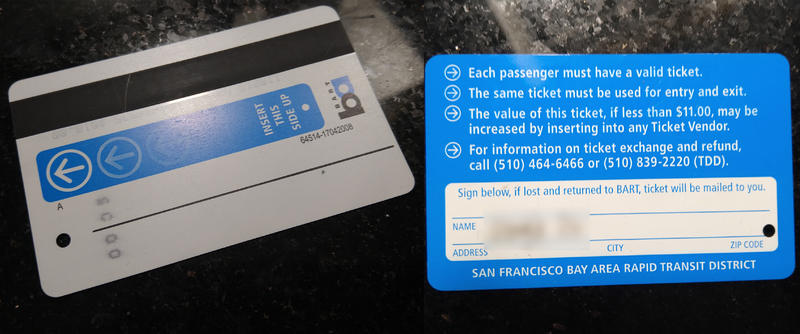 INSERT
THIS
SIDE UP
BART
ba
64514-17042008
A
Each passenger must have a valid ticket.
The same ticket must be used for entry and exit.
The value of this ticket, if less than $11.00, may be
increased by inserting into any Ticket Vendor.
For information on ticket exchange and refund,
call (510) 464-6466 or (510) 839-2220 (TDD).
Sign below, if lost and returned to BART, ticket will be mailed to you.
NAME
ADDRESS CITY ZIP CODE
SAN FRANCISCO BAY AREA RAPID TRANSIT DISTRICT